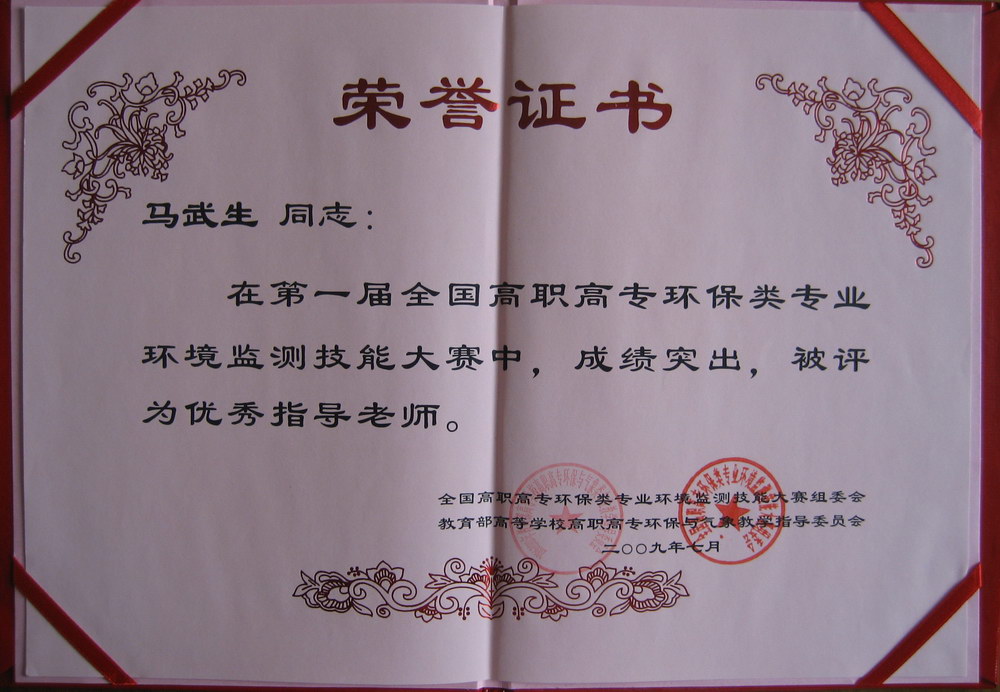 荣誉证书
马武生 同志：
在第一届全国高职高专环保类专业
环境监测技能大赛中，成绩突出，被评
为优秀指导老师。
全国高职高专环保类专业环境监测技能大赛组委会
教育部高等学校高职高专环保与气象教学指导委员会
二〇〇九年七月